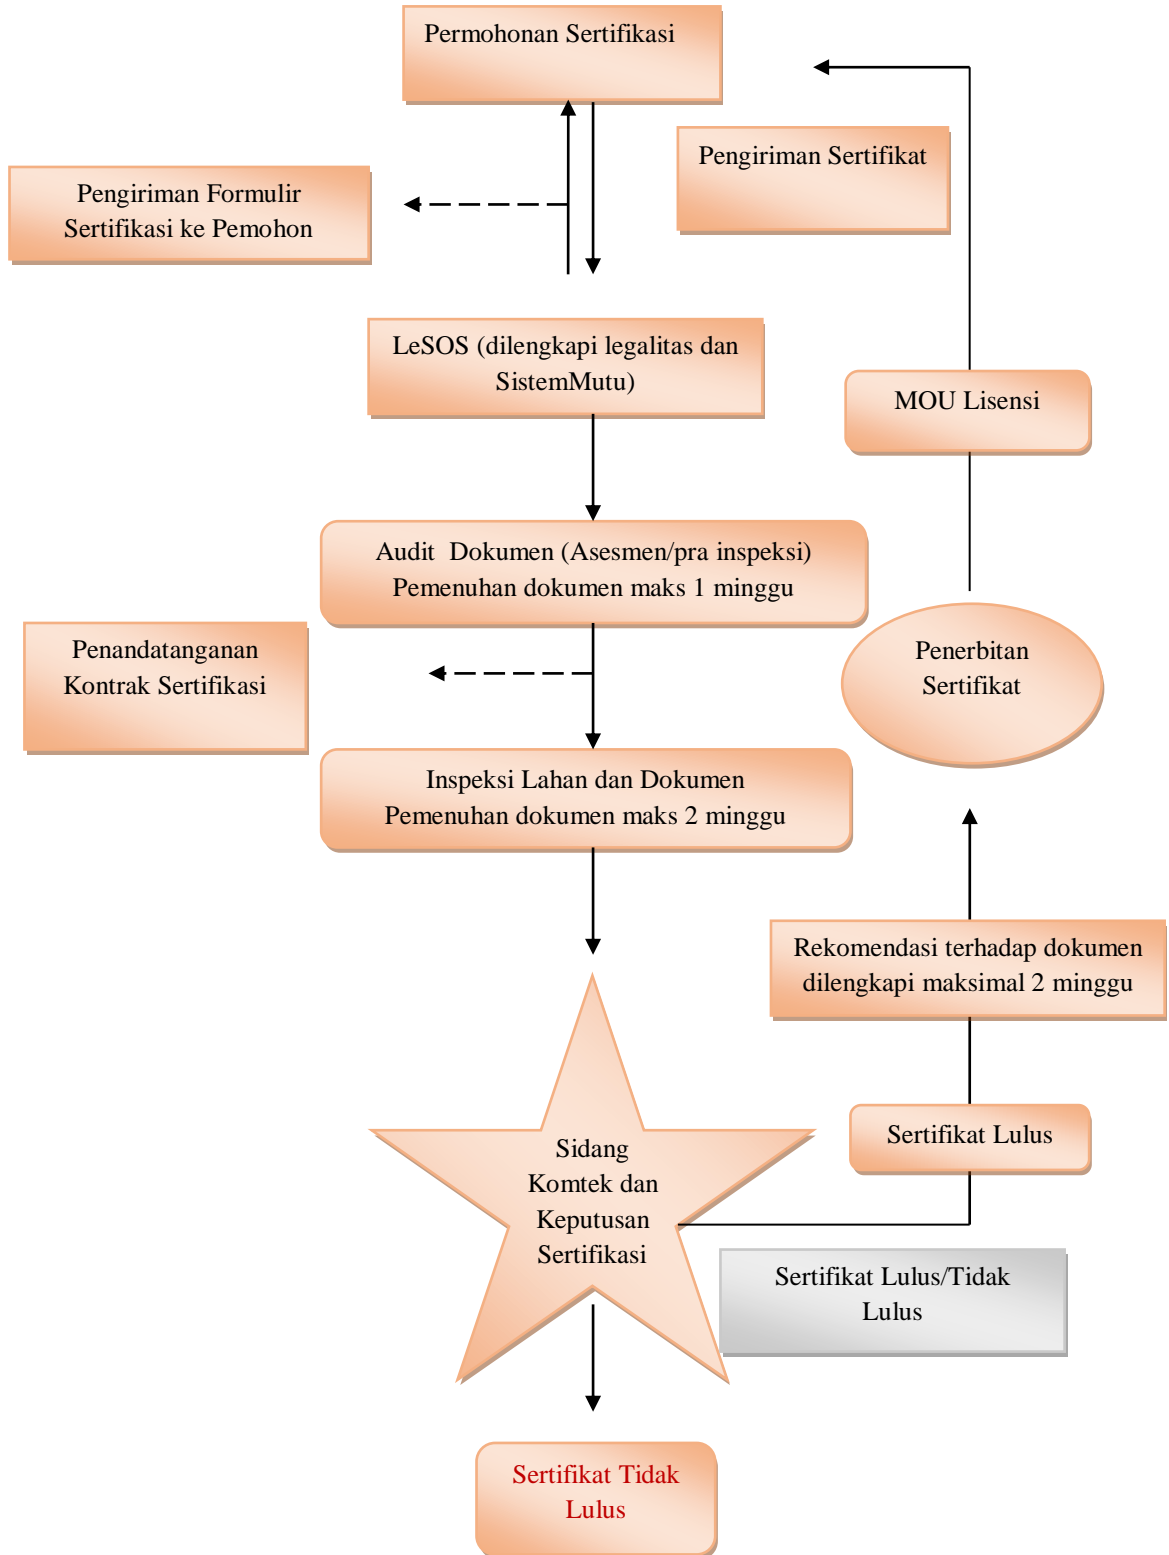 Permohonan Sertifikasi
Pengiriman Sertifikat
Pengiriman Formulir
Sertifikasi ke Pemohon
LeSOS (dilengkapi legalitas dan
SistemMutu)
MOU Lisensi
Audit  Dokumen (Asesmen/pra inspeksi)
Pemenuhan dokumen maks 1 minggu
Penandatanganan
Kontrak Sertifikasi
Penerbitan
Sertifikat
Inspeksi Lahan dan Dokumen
Pemenuhan dokumen maks 2 minggu
Rekomendasi terhadap dokumen
dilengkapi maksimal 2 minggu
Sertifikat Lulus
Sidang
Komtek dan
Keputusan
Sertifikasi
Sertifikat Lulus/Tidak
Lulus
Sertifikat Tidak
Lulus